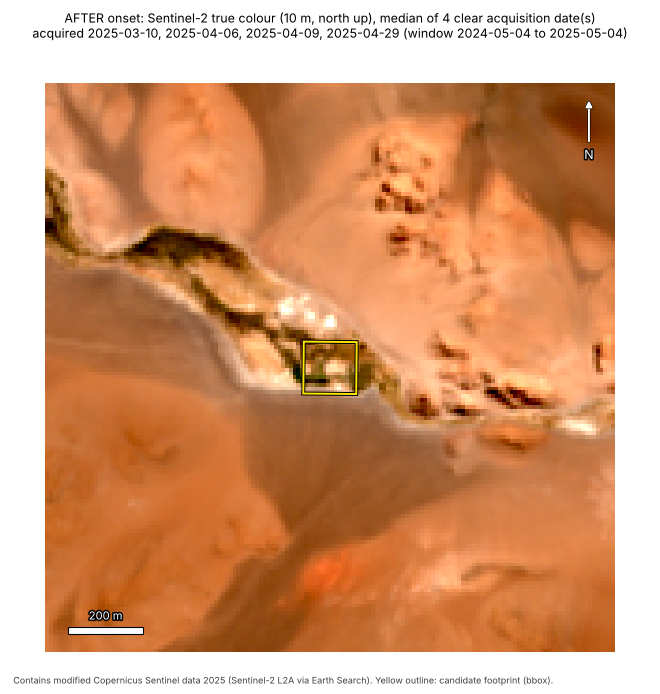 AFTER onset: Sentinel-2 true colour (10 m, north up), median of 4 clear acquisition date(s)
acquired 2025-03-10, 2025-04-06, 2025-04-09, 2025-04-29 (window 2024-05-04 to 2025-05-04)
N
200 m
Contains modified Copernicus Sentinel data 2025 (Sentinel-2 L2A via Earth Search). Yellow outline: candidate footprint (bbox).